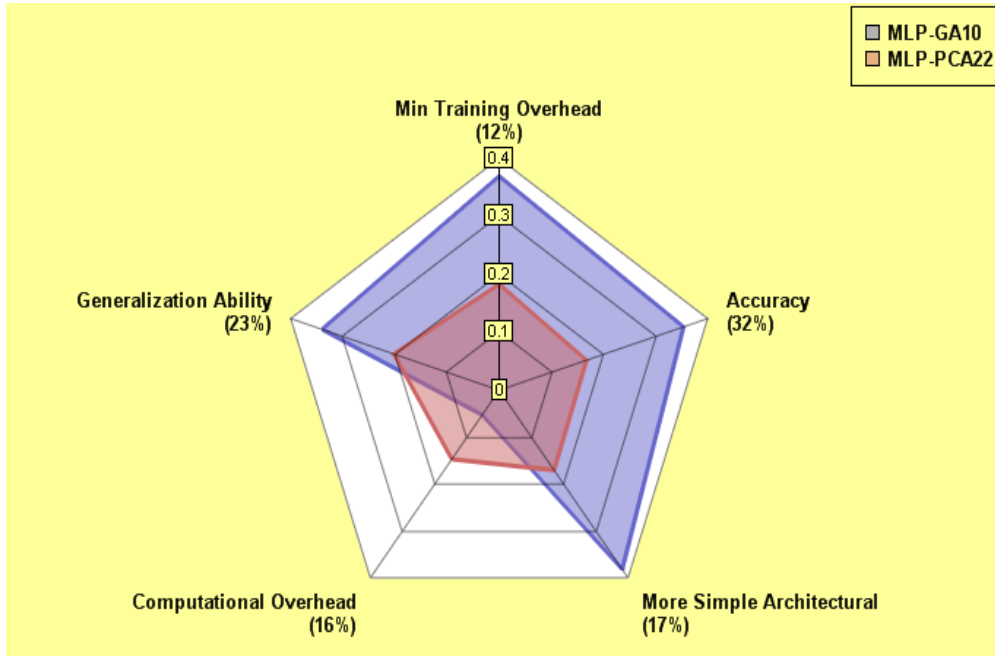 MLP-GA10
MLP-PCA22
Min Training Overhead
(12%)
0.4
0.3
0.2
0.1
0
Generalization Ability
(23%)
Accuracy
(32%)
Computational Overhead
(16%)
More Simple Architectural
(17%)